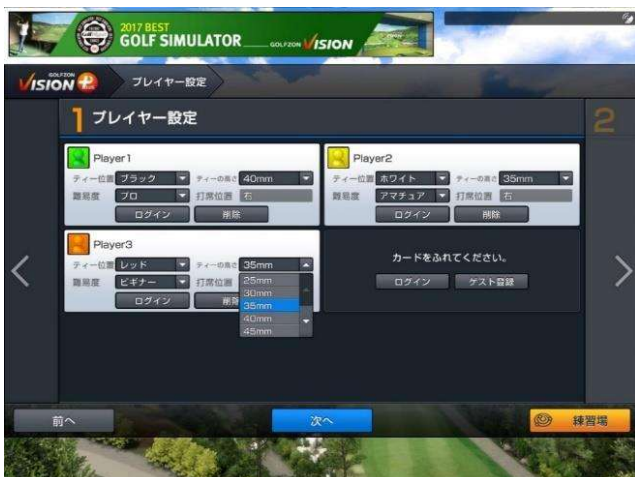 2017 BEST
GOLF SIMULATOR GOLFZON VISION
GOLFZON
VISION プレイヤー設定
1 プレイヤー設定 2
Player1
ティー位置 ブラック ティーの高さ 40mm
難易度 プロ 打席位置 右
ログイン 削除
Player2
ティー位置 ホワイト ティーの高さ 35mm
難易度 アマチュア 打席位置 右
ログイン 削除
Player3
ティー位置 レッド ティーの高さ 35mm
難易度 ビギナー 打席位置
ログイン 削除
25mm
30mm
35mm
40mm
45mm
カードをふれてください。
ログイン ゲスト登録
前へ 次へ 練習場